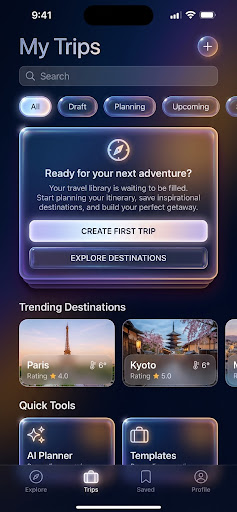 9:41
My Trips
Search
All
Draft
Planning
Upcoming
Ready for your next adventure?
Your travel library is waiting to be filled.
Start planning your itinerary, save inspirational
destinations, and build your perfect getaway.
CREATE FIRST TRIP
EXPLORE DESTINATIONS
Trending Destinations
Paris 6°
Rating ★ 4.0
Kyoto 6°
Rating ★ 5.0
Quick Tools
AI Planner
Templates
Explore
Trips
Saved
Profile